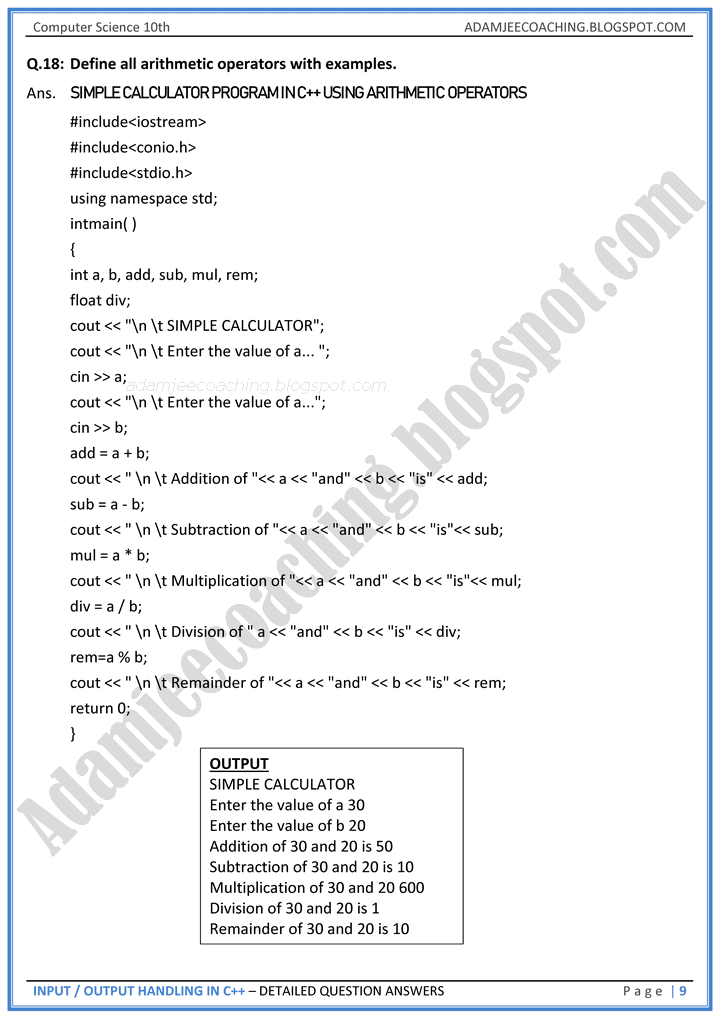 Computer Science 10th ADAMJEECOACHING.BLOGSPOT.COM
Q.18: Define all arithmetic operators with examples.
Ans. SIMPLE CALCULATOR PROGRAM IN C++ USING ARITHMETIC OPERATORS
#include<iostream>
#include<conio.h>
#include<stdio.h>
using namespace std;
intmain( )
{
int a, b, add, sub, mul, rem;
float div;
cout << "\n \t SIMPLE CALCULATOR";
cout << "\n \t Enter the value of a... ";
cin >> a;
adamjeecoaching.blogspot.com
cout << "\n \t Enter the value of a...";
cin >> b;
add = a + b;
cout << " \n \t Addition of "<< a << "and" << b << "is" << add;
sub = a - b;
cout << " \n \t Subtraction of "<< a << "and" << b << "is"<< sub;
mul = a * b;
cout << " \n \t Multiplication of "<< a << "and" << b << "is"<< mul;
div = a / b;
cout << " \n \t Division of " a << "and" << b << "is" << div;
rem=a % b;
cout << " \n \t Remainder of "<< a << "and" << b << "is" << rem;
return 0;
}
Adamjeecoaching.blogspot.com
OUTPUT
SIMPLE CALCULATOR
Enter the value of a 30
Enter the value of b 20
Addition of 30 and 20 is 50
Subtraction of 30 and 20 is 10
Multiplication of 30 and 20 600
Division of 30 and 20 is 1
Remainder of 30 and 20 is 10
INPUT / OUTPUT HANDLING IN C++ – DETAILED QUESTION ANSWERS Page | 9